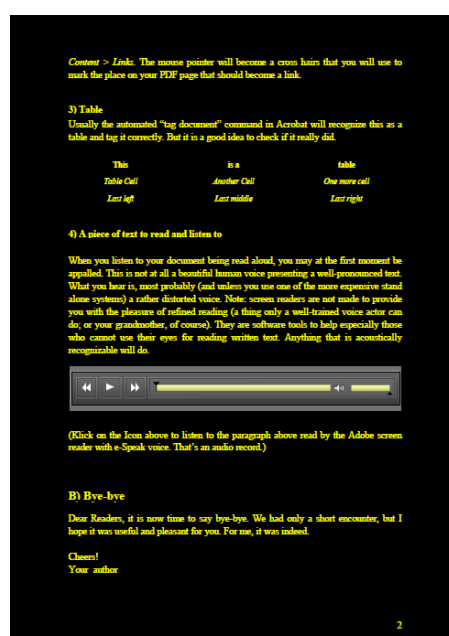 Content > Links. The mouse pointer will become a cross hairs that you will use to
mark the place on your PDF page that should become a link.
3) Table
Usually the automated “tag document” command in Acrobat will recognize this as a
table and tag it correctly. But it is a good idea to check if it really did.
This is a table
Table Cell Another Cell One more cell
Last left Last middle Last right
4) A piece of text to read and listen to
When you listen to your document being read aloud, you may at the first moment be
appalled. This is not at all a beautiful human voice presenting a well-pronounced text.
What you hear is, most probably (and unless you use one of the more expensive stand
alone systems) a rather distorted voice. Note: screen readers are not made to provide
you with the pleasure of refined reading (a thing only a well-trained voice actor can
do; or your grandmother, of course). They are software tools to help especially those
who cannot use their eyes for reading written text. Anything that is acoustically
recognizable will do.
(Klick on the Icon above to listen to the paragraph above read by the Adobe screen
reader with e-Speak voice. That’s an audio record.)
B) Bye-bye
Dear Readers, it is now time to say bye-bye. We had only a short encounter, but I
hope it was useful and pleasant for you. For me, it was indeed.
Cheers!
Your author
2